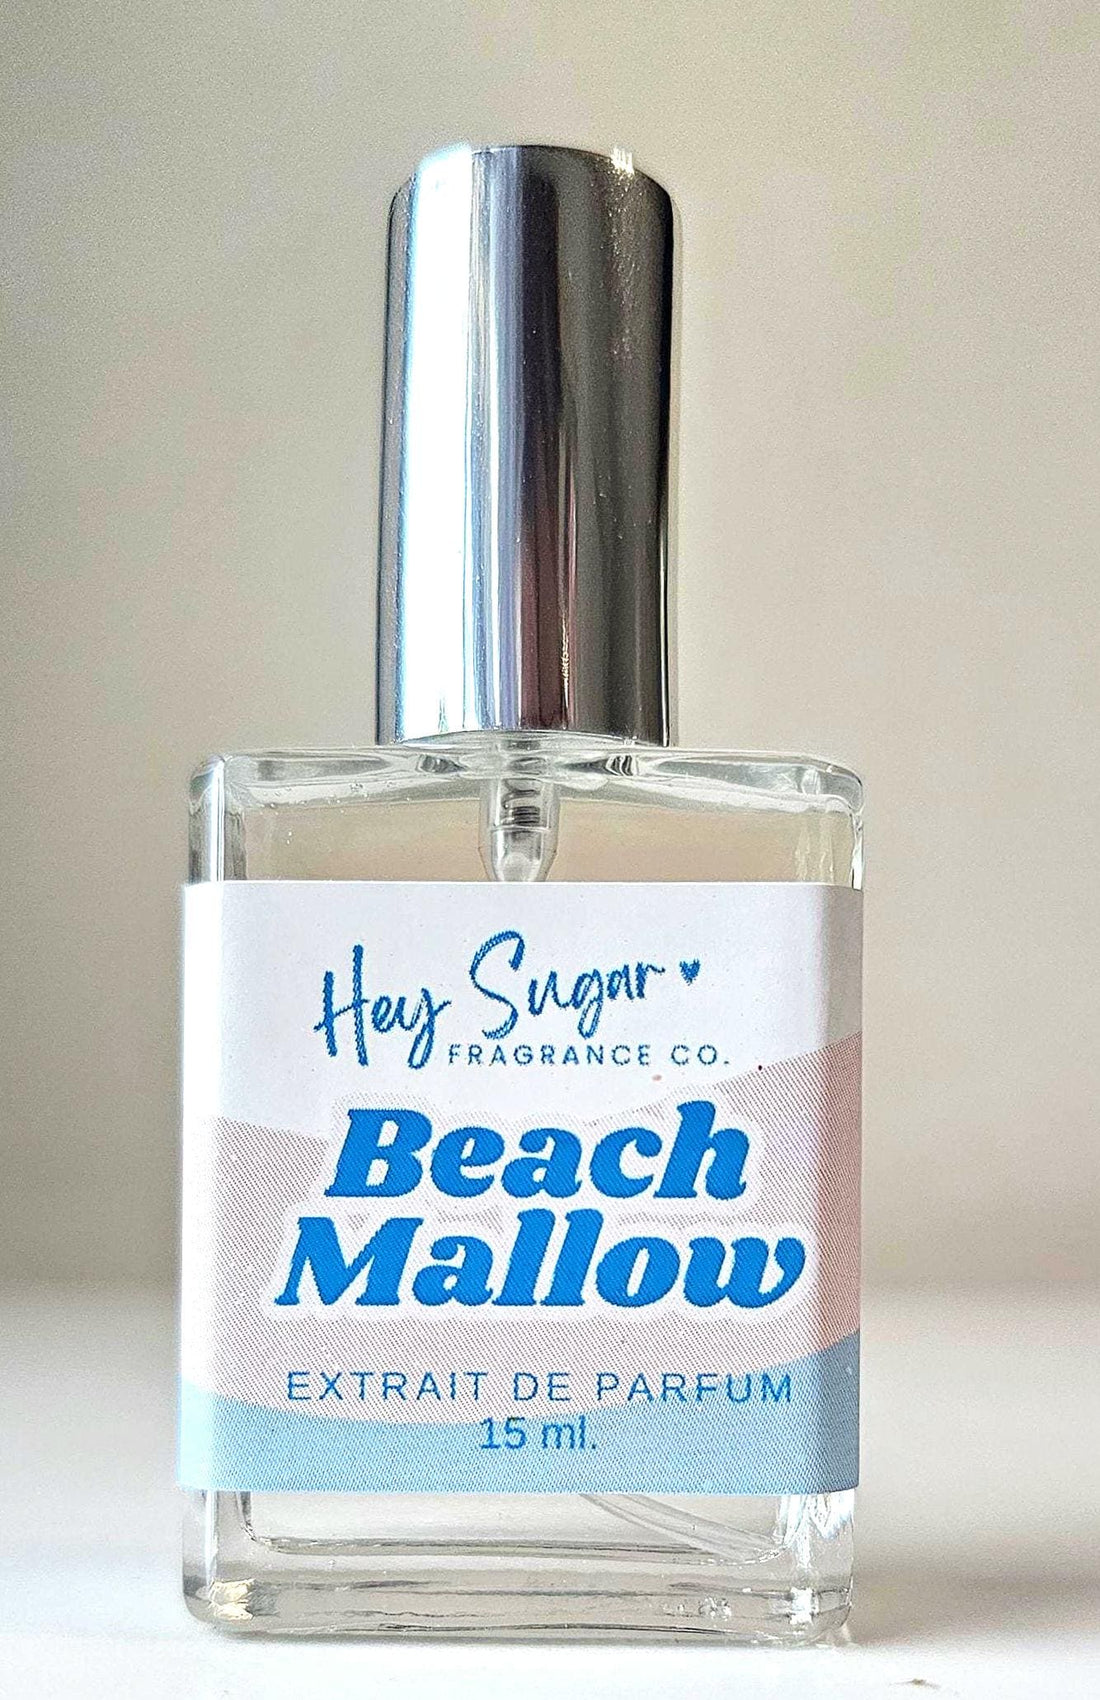 Hey Sugar
FRAGRANCE CO.
Beach
Mallow
EXTRAIT DE PARFUM
15 ml.